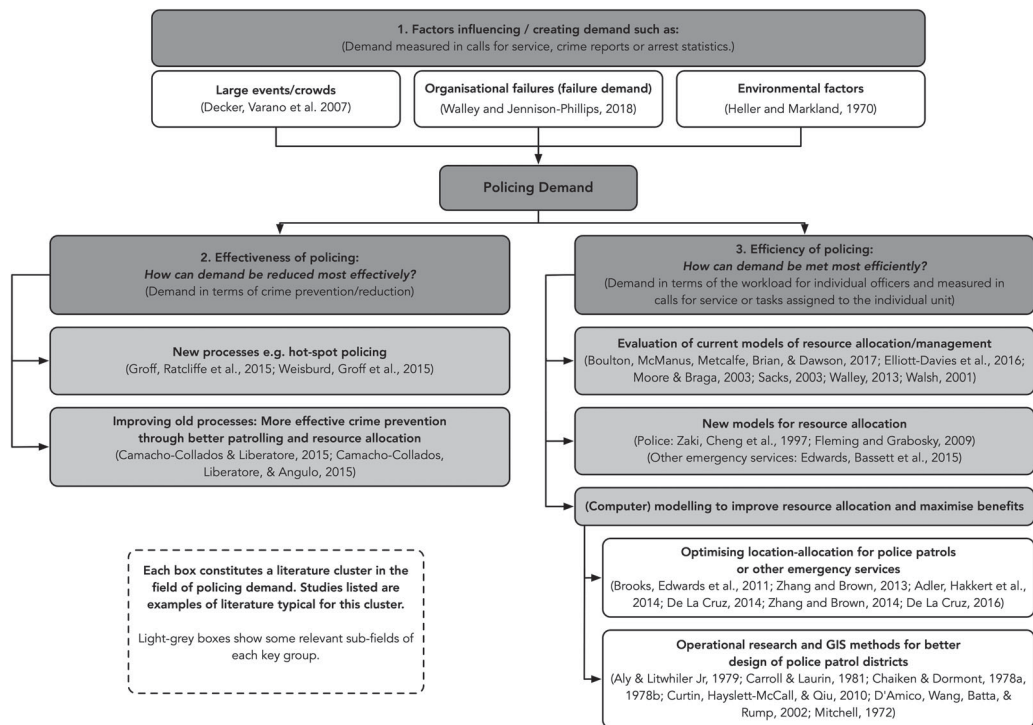 1. Factors influencing / creating demand such as:
(Demand measured in calls for service, crime reports or arrest statistics.)
Large events/crowds
(Decker, Varano et al. 2007)
Organisational failures (failure demand)
(Walley and Jennison-Phillips, 2018)
Environmental factors
(Heller and Markland, 1970)
Policing Demand
2. Effectiveness of policing:
How can demand be reduced most effectively?
(Demand in terms of crime prevention/reduction)
New processes e.g. hot-spot policing
(Groff, Ratcliffe et al., 2015; Weisburd, Groff et al., 2015)
Improving old processes: More effective crime prevention
through better patrolling and resource allocation
(Camacho-Collados & Liberatore, 2015; Camacho-Collados,
Liberatore, & Angulo, 2015)
3. Efficiency of policing:
How can demand be met most efficiently?
(Demand in terms of the workload for individual officers and measured in
calls for service or tasks assigned to the individual unit)
Evaluation of current models of resource allocation/management
(Boulton, McManus, Metcalfe, Brian, & Dawson, 2017; Elliott-Davies et al., 2016;
Moore & Braga, 2003; Sacks, 2003; Walley, 2013; Walsh, 2001)
New models for resource allocation
(Police: Zaki, Cheng et al., 1997; Fleming and Grabosky, 2009)
(Other emergency services: Edwards, Bassett et al., 2015)
(Computer) modelling to improve resource allocation and maximise benefits
Optimising location-allocation for police patrols
or other emergency services
(Brooks, Edwards et al., 2011; Zhang and Brown, 2013; Adler, Hakkert et al.,
2014; De La Cruz, 2014; Zhang and Brown, 2014; De La Cruz, 2016)
Operational research and GIS methods for better
design of police patrol districts
(Aly & Litwhiler Jr, 1979; Carroll & Laurin, 1981; Chaiken & Dormont, 1978a,
1978b; Curtin, Hayslett-McCall, & Qiu, 2010; D'Amico, Wang, Batta, &
Rump, 2002; Mitchell, 1972)
Each box constitutes a literature cluster in the
field of policing demand. Studies listed are
examples of literature typical for this cluster.
Light-grey boxes show some relevant sub-fields of
each key group.